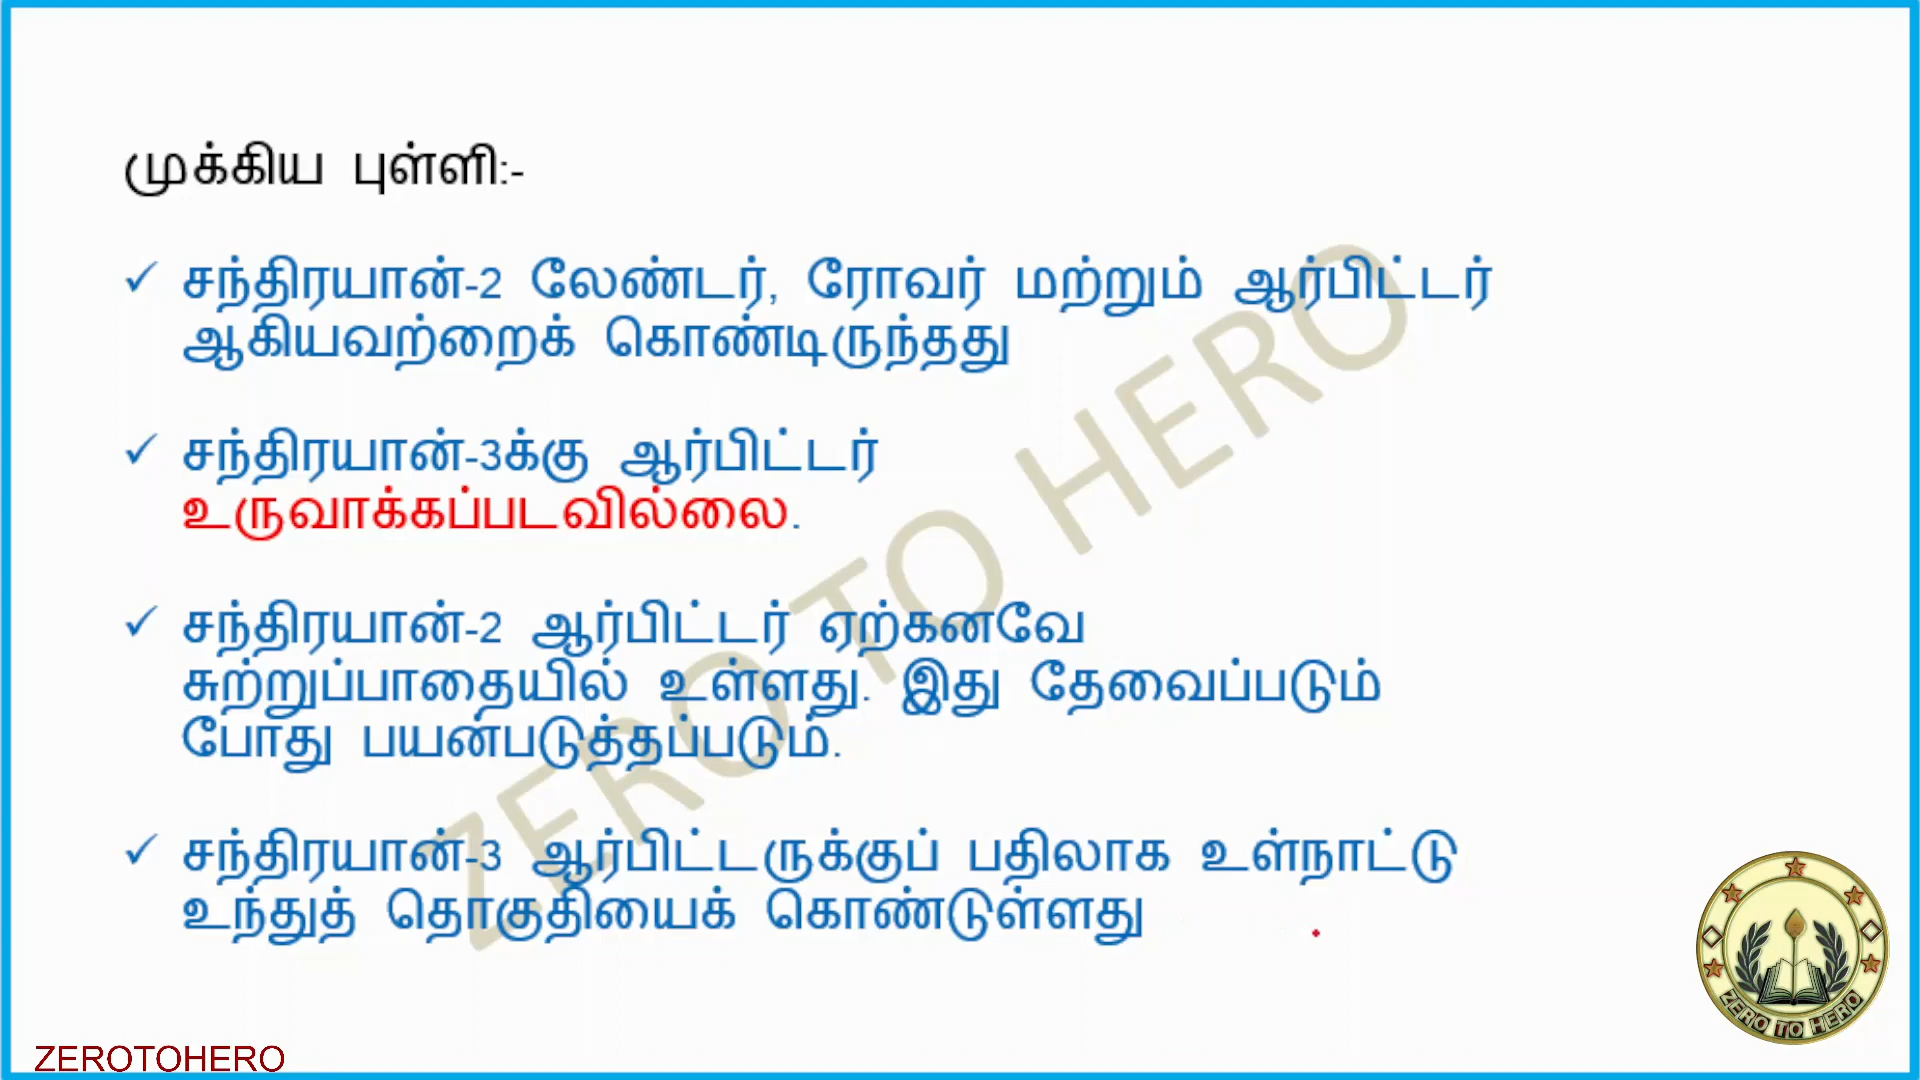 முக்கிய புள்ளி:-
✓ சந்திரயான்-2 லேண்டர், ரோவர் மற்றும் ஆர்பிட்டர்
ஆகியவற்றைக் கொண்டிருந்தது
✓ சந்திரயான்-3க்கு ஆர்பிட்டர்
உருவாக்கப்படவில்லை.
✓ சந்திரயான்-2 ஆர்பிட்டர் ஏற்கனவே
சுற்றுப்பாதையில் உள்ளது. இது தேவைப்படும்
போது பயன்படுத்தப்படும்.
✓ சந்திரயான்-3 ஆர்பிட்டருக்குப் பதிலாக உள்நாட்டு
உந்துத் தொகுதியைக் கொண்டுள்ளது
ZERO TO HERO
ZERO TO HERO
ZEROTOHERO